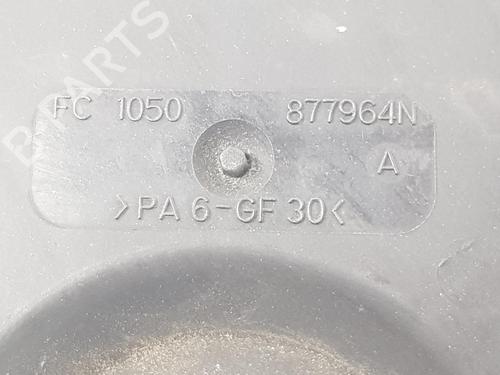 B-PARTS
FC 1050 877964N
A
>PA 6-GF 30<